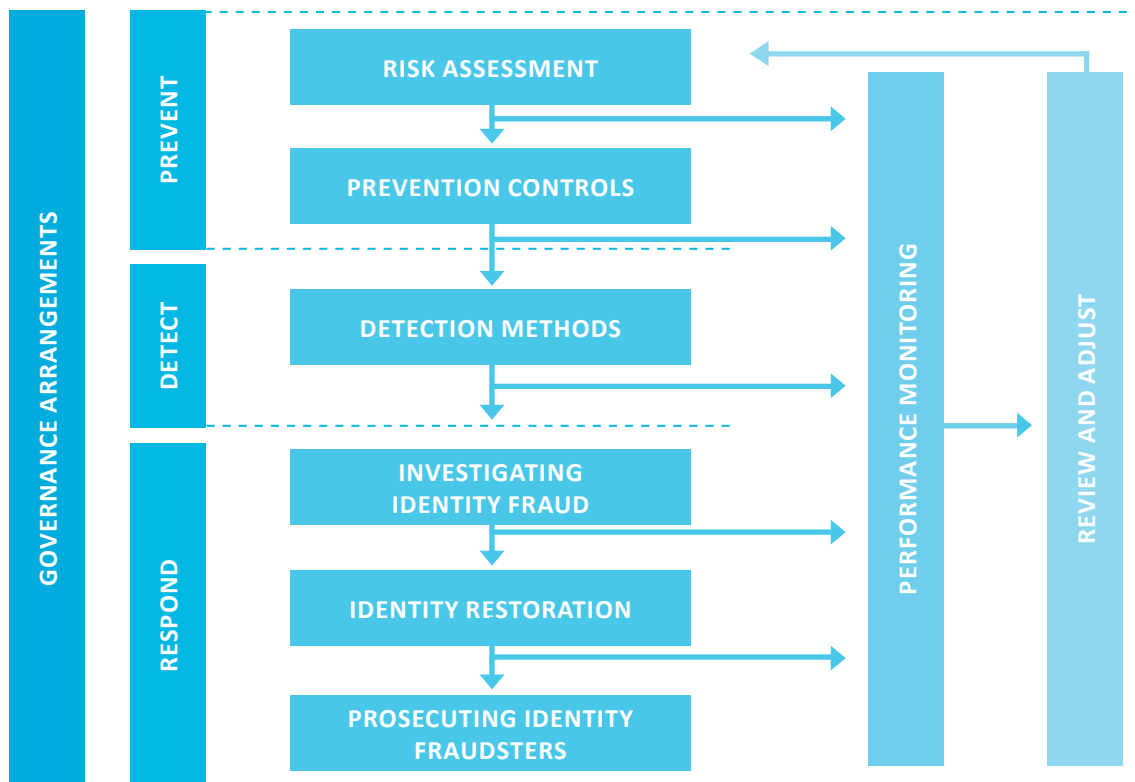 GOVERNANCE ARRANGEMENTS
PREVENT
RISK ASSESSMENT
PREVENTION CONTROLS
DETECT
DETECTION METHODS
RESPOND
INVESTIGATING
IDENTITY FRAUD
IDENTITY RESTORATION
PROSECUTING IDENTITY
FRAUDSTERS
PERFORMANCE MONITORING
REVIEW AND ADJUST